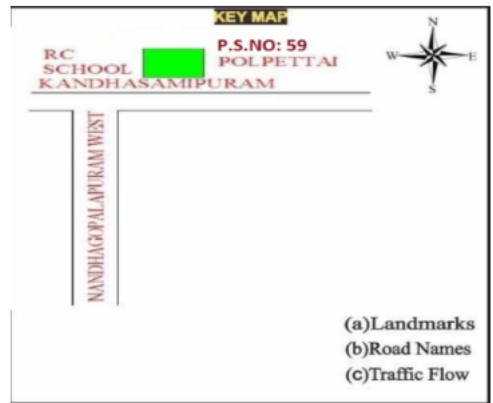 KEY MAP
P.S.NO: 59
RC
SCHOOL
POLPETTAI
KANDHASAMIPURAM
N
W
E
S
NANDHAGOPALAPURAM WEST
(a)Landmarks
(b)Road Names
(c)Traffic Flow